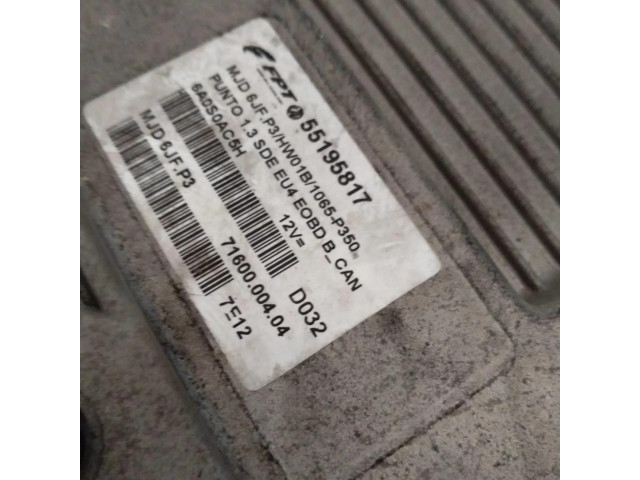 FPT 55195817
MJD 6JF.P3/HW01B/1065-P350
PUNTO 1.3 SDE EU4 EOBD B_CAN
6A0S0AC5H 12V=
D032
MJD 6JF.P3 71600.004.04
7E12